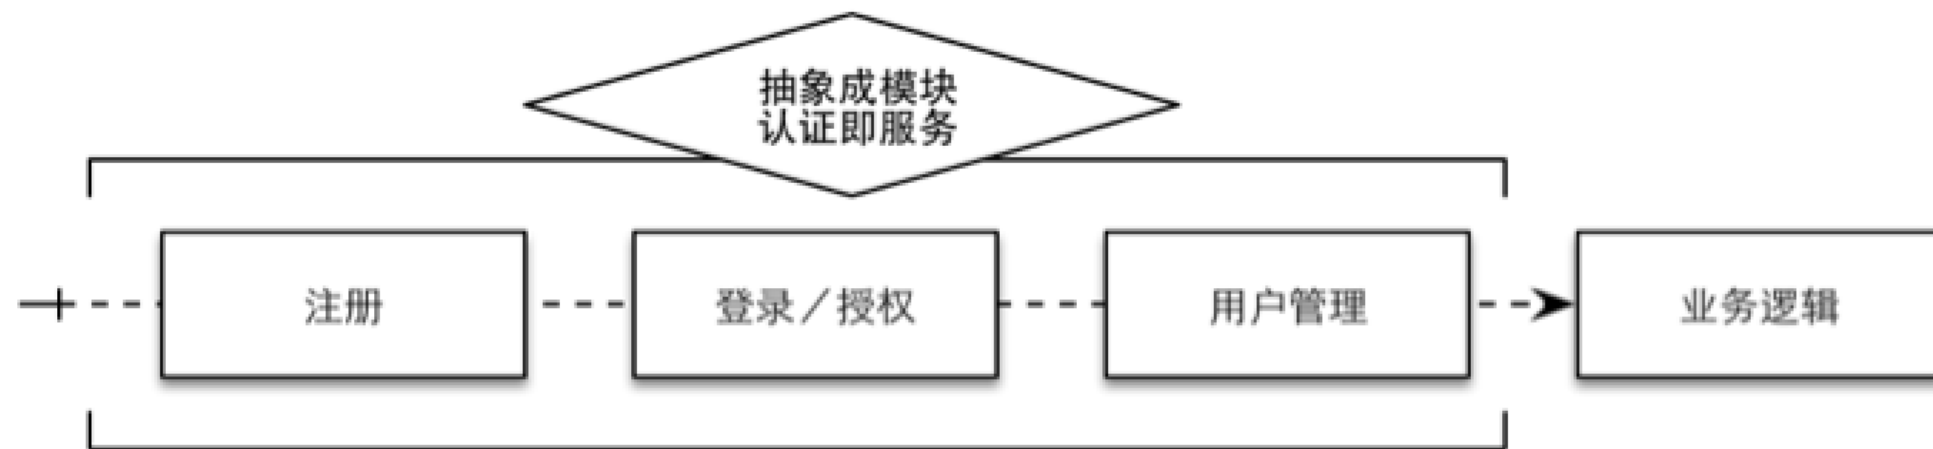 抽象成模块
认证即服务
注册
登录／授权
用户管理
业务逻辑